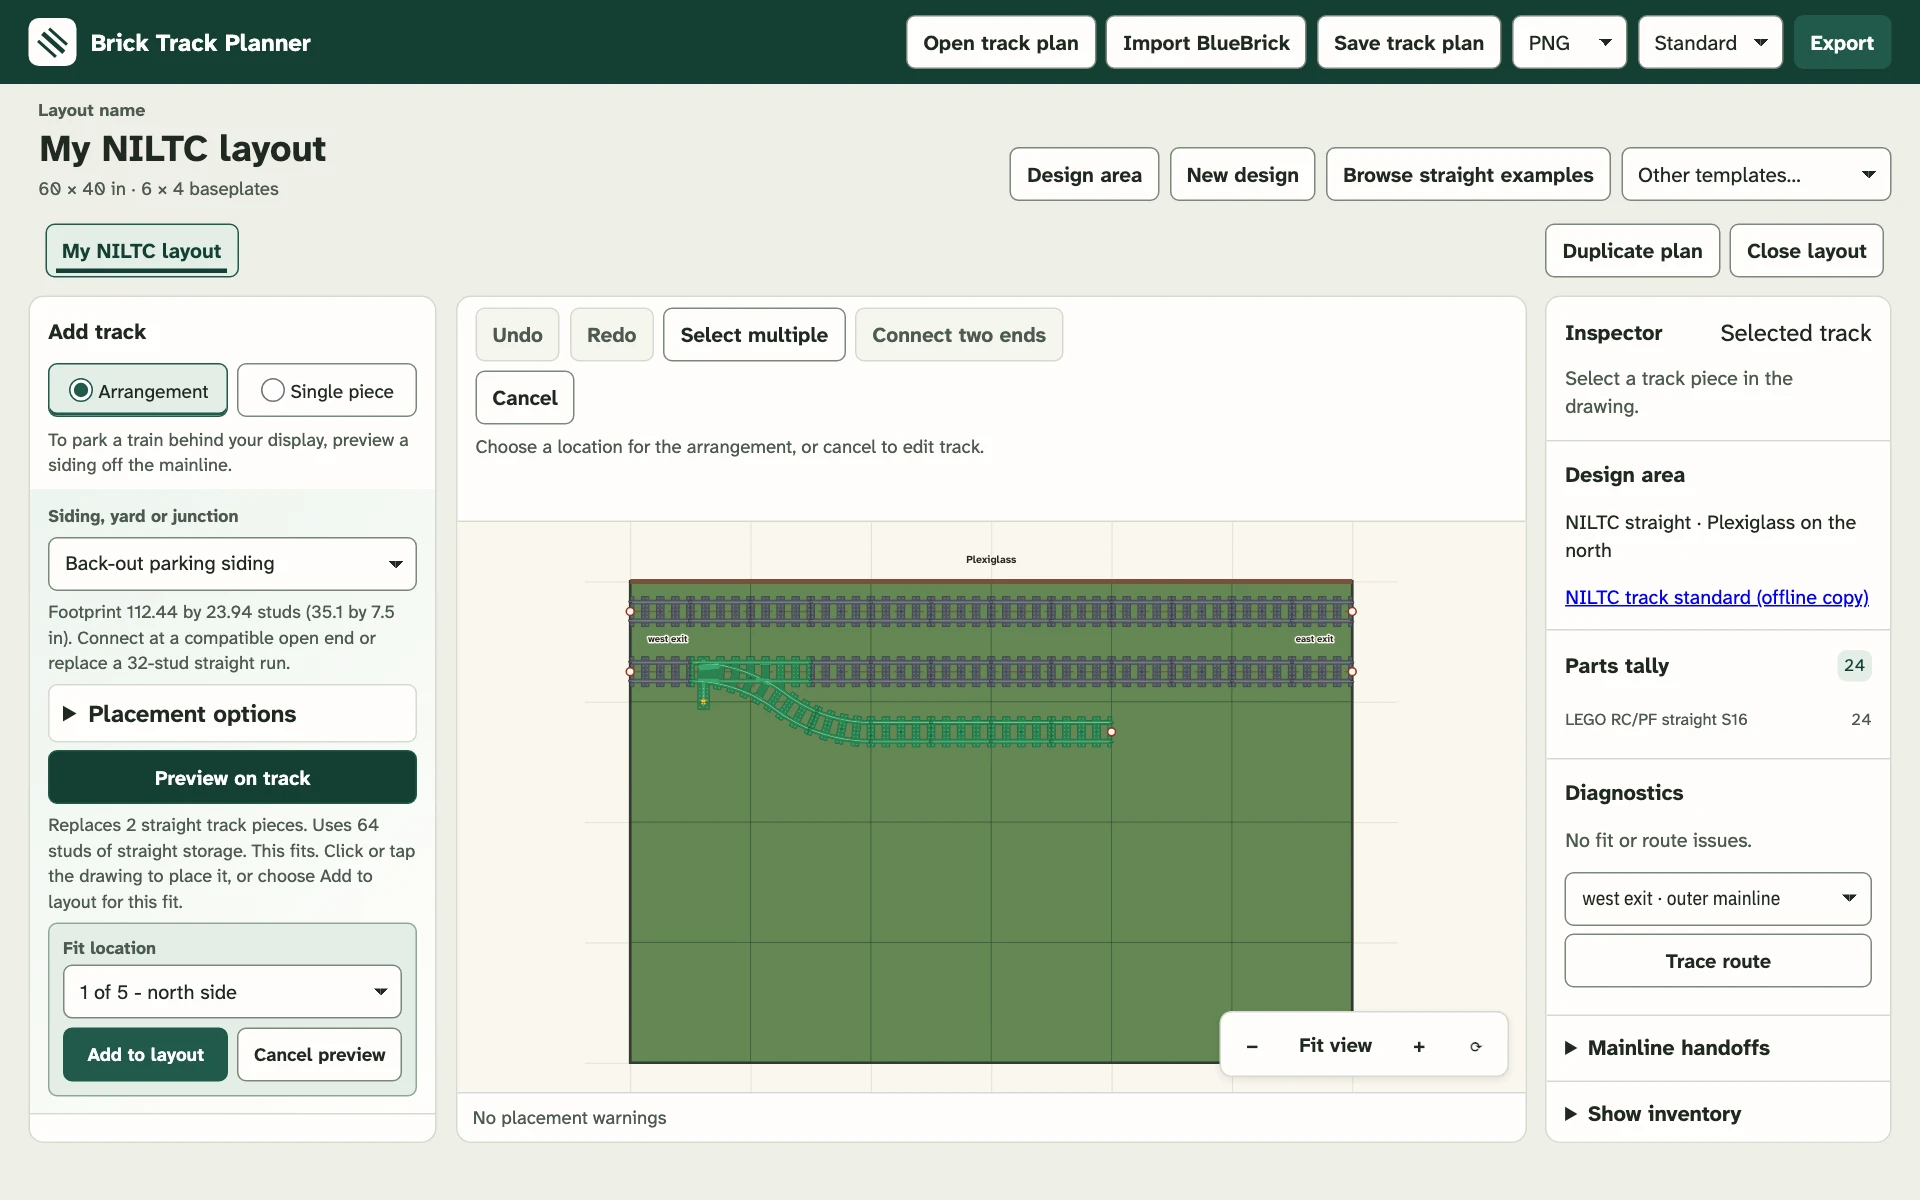 Brick Track Planner
Open track plan
Import BlueBrick
Save track plan
PNG
Standard
Export
Layout name
My NILTC layout
60 × 40 in · 6 × 4 baseplates
Design area
New design
Browse straight examples
Other templates...
My NILTC layout
Duplicate plan
Close layout
Add track
Arrangement
Single piece
To park a train behind your display, preview a
siding off the mainline.
Siding, yard or junction
Back-out parking siding
Footprint 112.44 by 23.94 studs (35.1 by 7.5
in). Connect at a compatible open end or
replace a 32-stud straight run.
Placement options
Preview on track
Replaces 2 straight track pieces. Uses 64
studs of straight storage. This fits. Click or tap
the drawing to place it, or choose Add to
layout for this fit.
Fit location
1 of 5 - north side
Add to layout
Cancel preview
Undo
Redo
Select multiple
Connect two ends
Cancel
Choose a location for the arrangement, or cancel to edit track.
Plexiglass
west exit
east exit
− Fit view +
No placement warnings
Inspector
Selected track
Select a track piece in the
drawing.
Design area
NILTC straight · Plexiglass on the
north
NILTC track standard (offline copy)
Parts tally
24
LEGO RC/PF straight S16
24
Diagnostics
No fit or route issues.
west exit · outer mainline
Trace route
Mainline handoffs
Show inventory